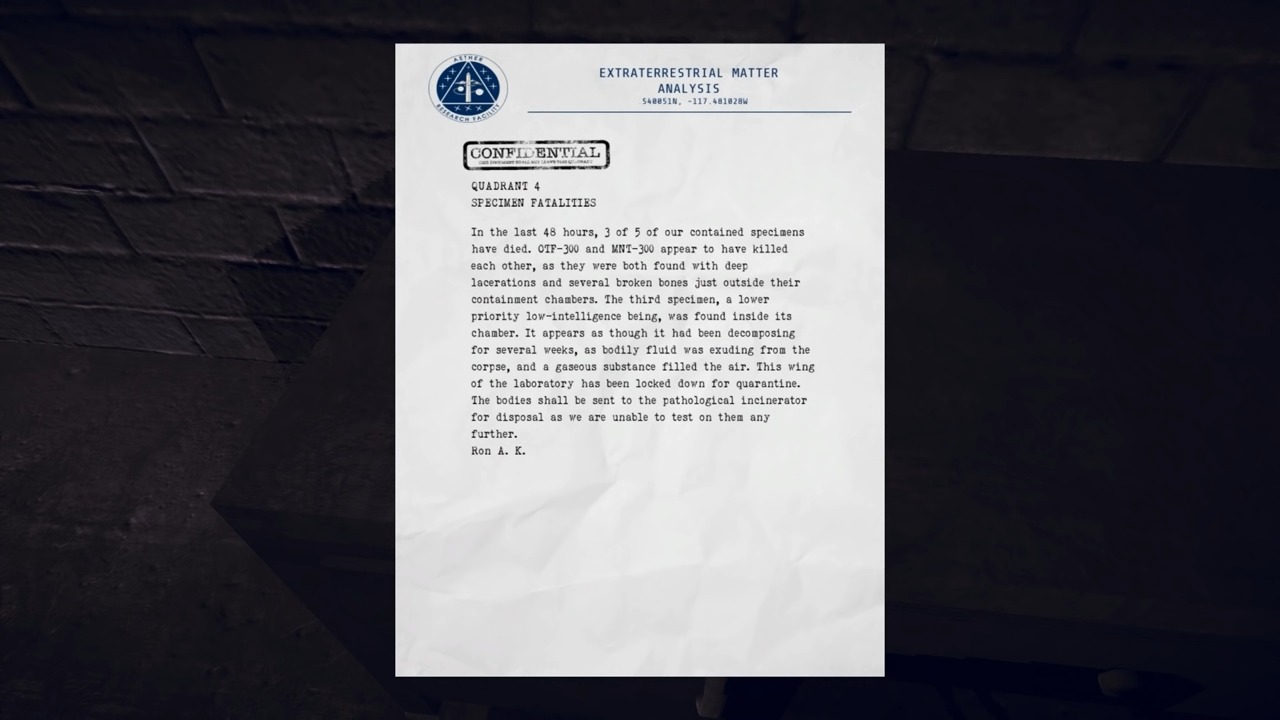 AETHER
RESEARCH FACILITY
EXTRATERRESTRIAL MATTER
ANALYSIS
540051N, -117.481028W
CONFIDENTIAL
QUADRANT 4
SPECIMEN FATALITIES
In the last 48 hours, 3 of 5 of our contained specimens
have died. OTF-300 and MNT-300 appear to have killed
each other, as they were both found with deep
lacerations and several broken bones just outside their
containment chambers. The third specimen, a lower
priority low-intelligence being, was found inside its
chamber. It appears as though it had been decomposing
for several weeks, as bodily fluid was exuding from the
corpse, and a gaseous substance filled the air. This wing
of the laboratory has been locked down for quarantine.
The bodies shall be sent to the pathological incinerator
for disposal as we are unable to test on them any
further.
Ron A. K.